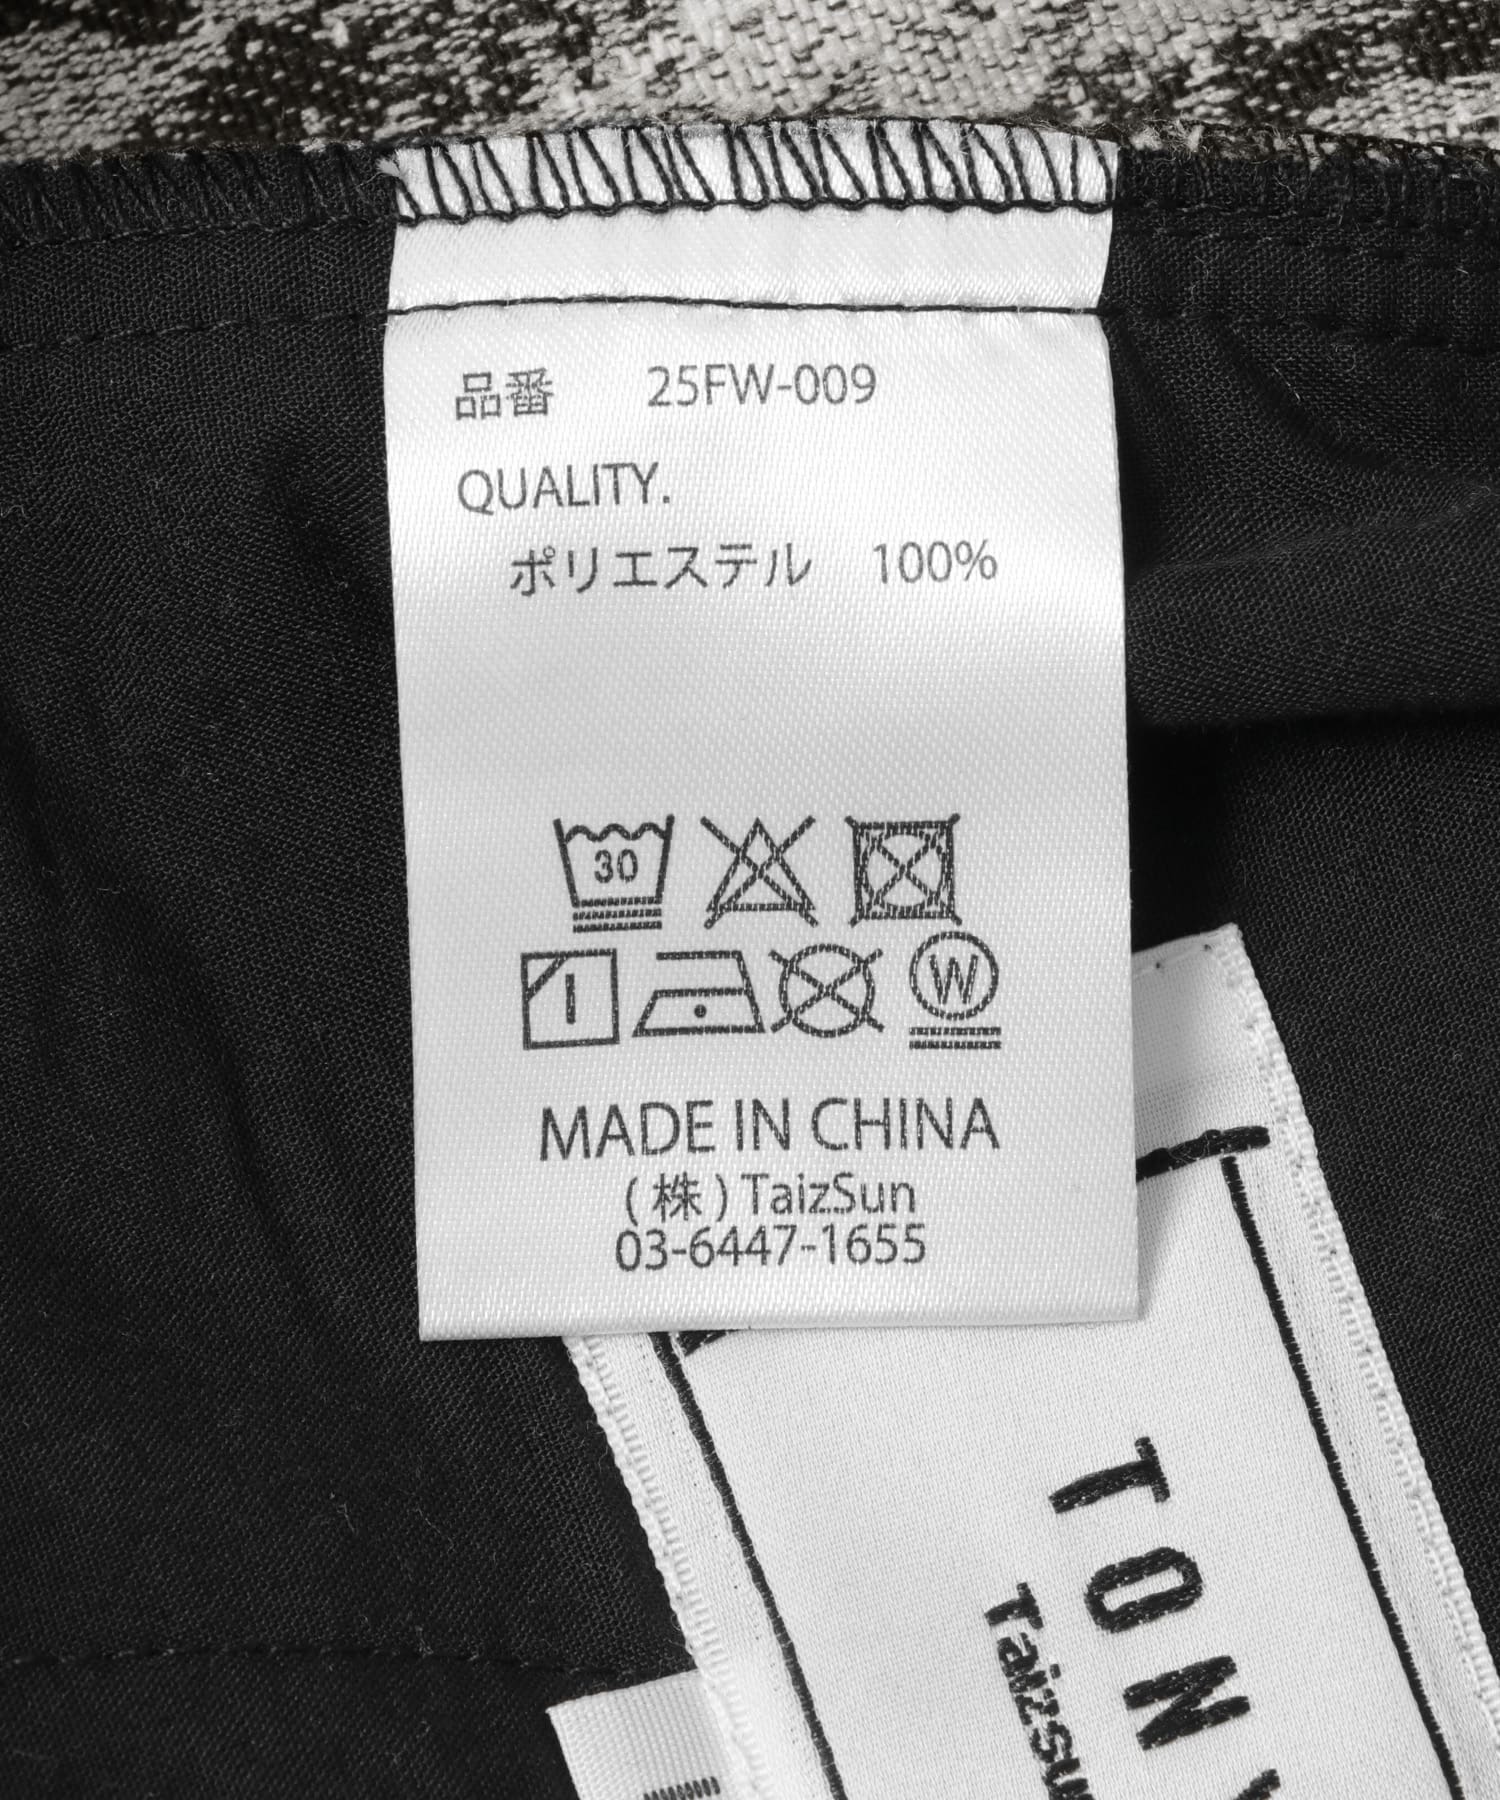 品番 25FW-009
QUALITY.
ポリエステル 100%
30
W
MADE IN CHINA
(株)TaizSun
03-6447-1655
TON
Taizsu